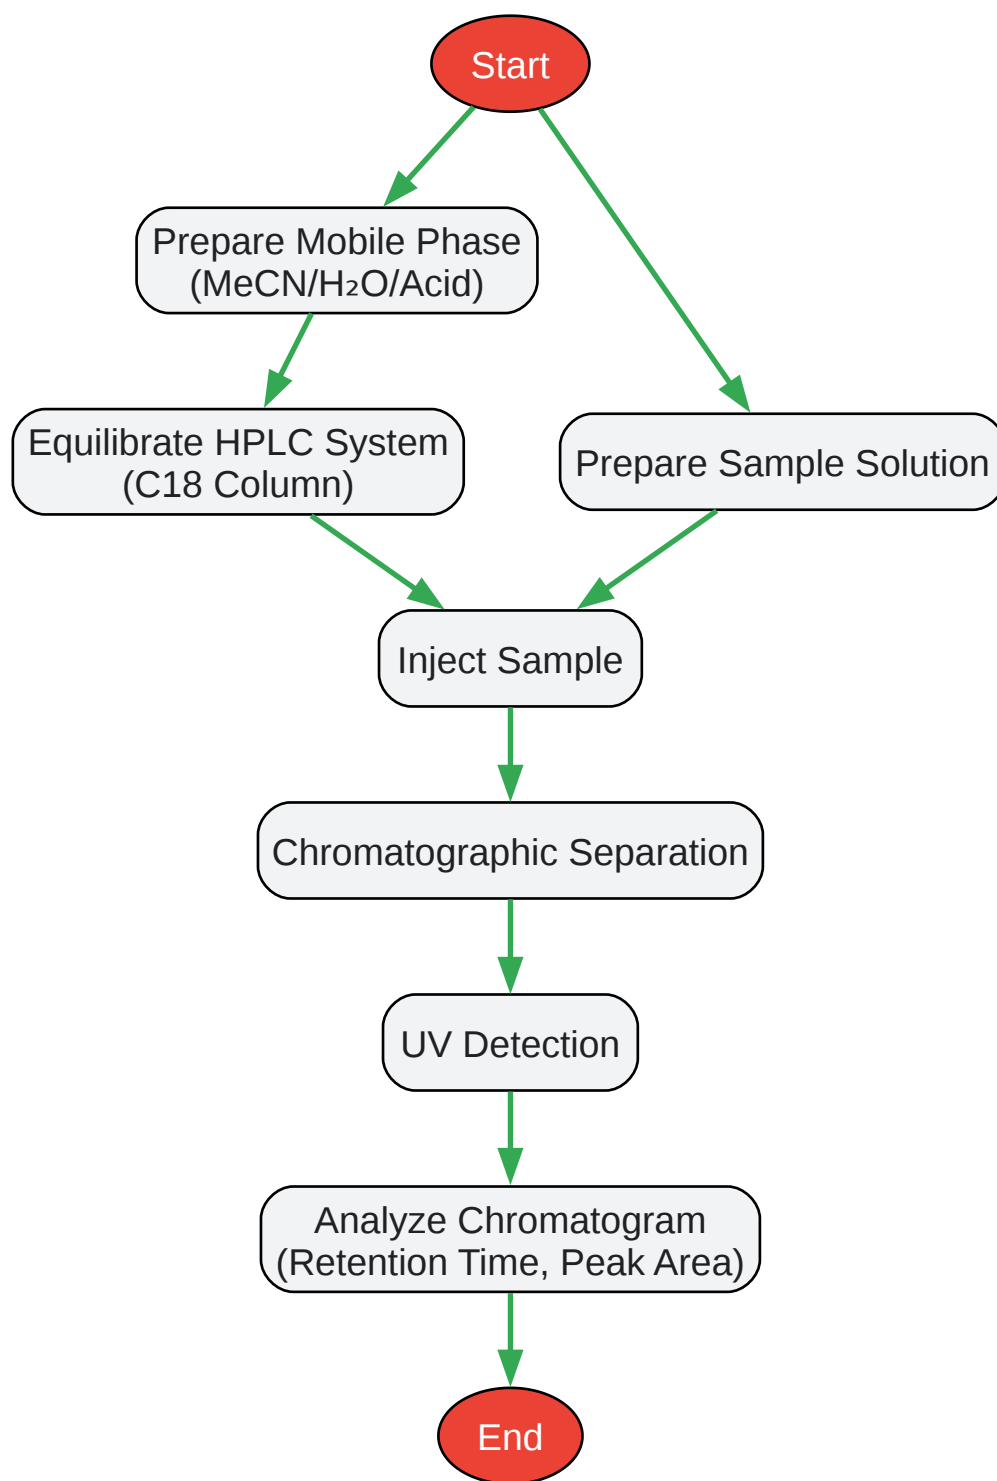 Start
Prepare Mobile Phase
(MeCN/H₂O/Acid)
Equilibrate HPLC System
(C18 Column)
Prepare Sample Solution
Inject Sample
Chromatographic Separation
UV Detection
Analyze Chromatogram
(Retention Time, Peak Area)
End